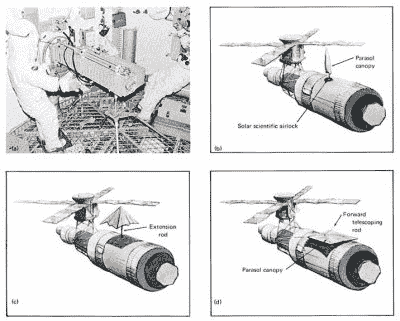 (a)
(b)
Parasol
canopy
Solar scientific airlock
(c)
Extension
rod
(d)
Forward
telescoping
rod
Parasol canopy